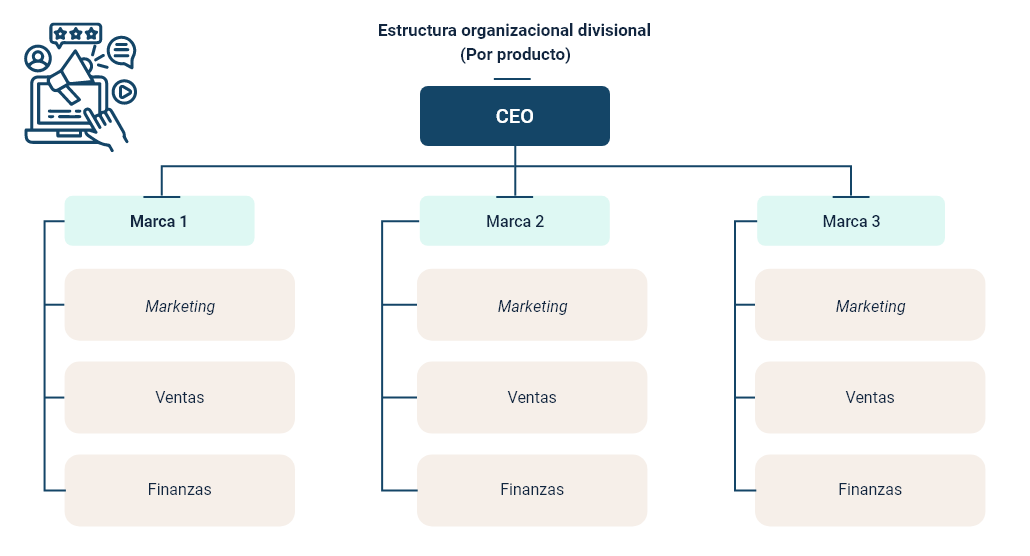 Estructura organizacional divisional
(Por producto)
CEO
Marca 1
Marketing
Ventas
Finanzas
Marca 2
Marketing
Ventas
Finanzas
Marca 3
Marketing
Ventas
Finanzas